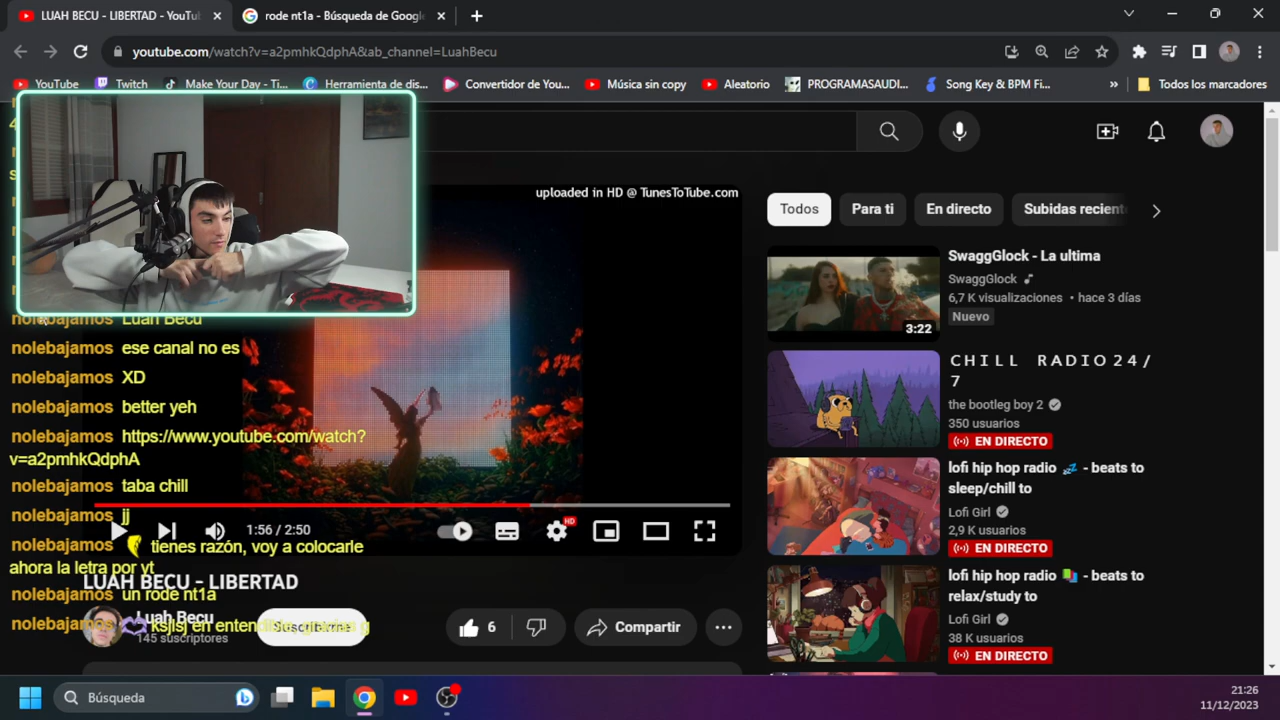 LUAH BECU - LIBERTAD - YouTu
rode nt1a - Búsqueda de Google
youtube.com/watch?v=a2pmhkQdphA&ab_channel=LuahBecu
YouTube
Twitch
Make Your Day - Ti...
Herramienta de dis...
Convertidor de You...
Música sin copy
Aleatorio
PROGRAMASAUDI...
Song Key & BPM Fi...
»
Todos los marcadores
uploaded in HD @ TunesToTube.com
nolebajamos Luah Becu
nolebajamos ese canal no es
nolebajamos XD
nolebajamos better yeh
nolebajamos https://www.youtube.com/watch?
v=a2pmhkQdphA
nolebajamos taba chill
nolebajamos jj
nolebajamos tienes razón, voy a colocarle
ahora la letra por yt
nolebajamos un rode nt1a
nolebajamos
1:56 / 2:50
HD
LUAH BECU - LIBERTAD
Luah Becu
145 suscriptores
6
Compartir
Todos
Para ti
En directo
Subidas recient
SwaggGlock - La ultima
SwaggGlock
6,7 K visualizaciones • hace 3 días
Nuevo
3:22
CHILL RADIO 24 /
7
the bootleg boy 2
350 usuarios
EN DIRECTO
lofi hip hop radio 💤 - beats to
sleep/chill to
Lofi Girl
2,9 K usuarios
EN DIRECTO
lofi hip hop radio 📚 - beats to
relax/study to
Lofi Girl
38 K usuarios
EN DIRECTO
Búsqueda
21:26
11/12/2023